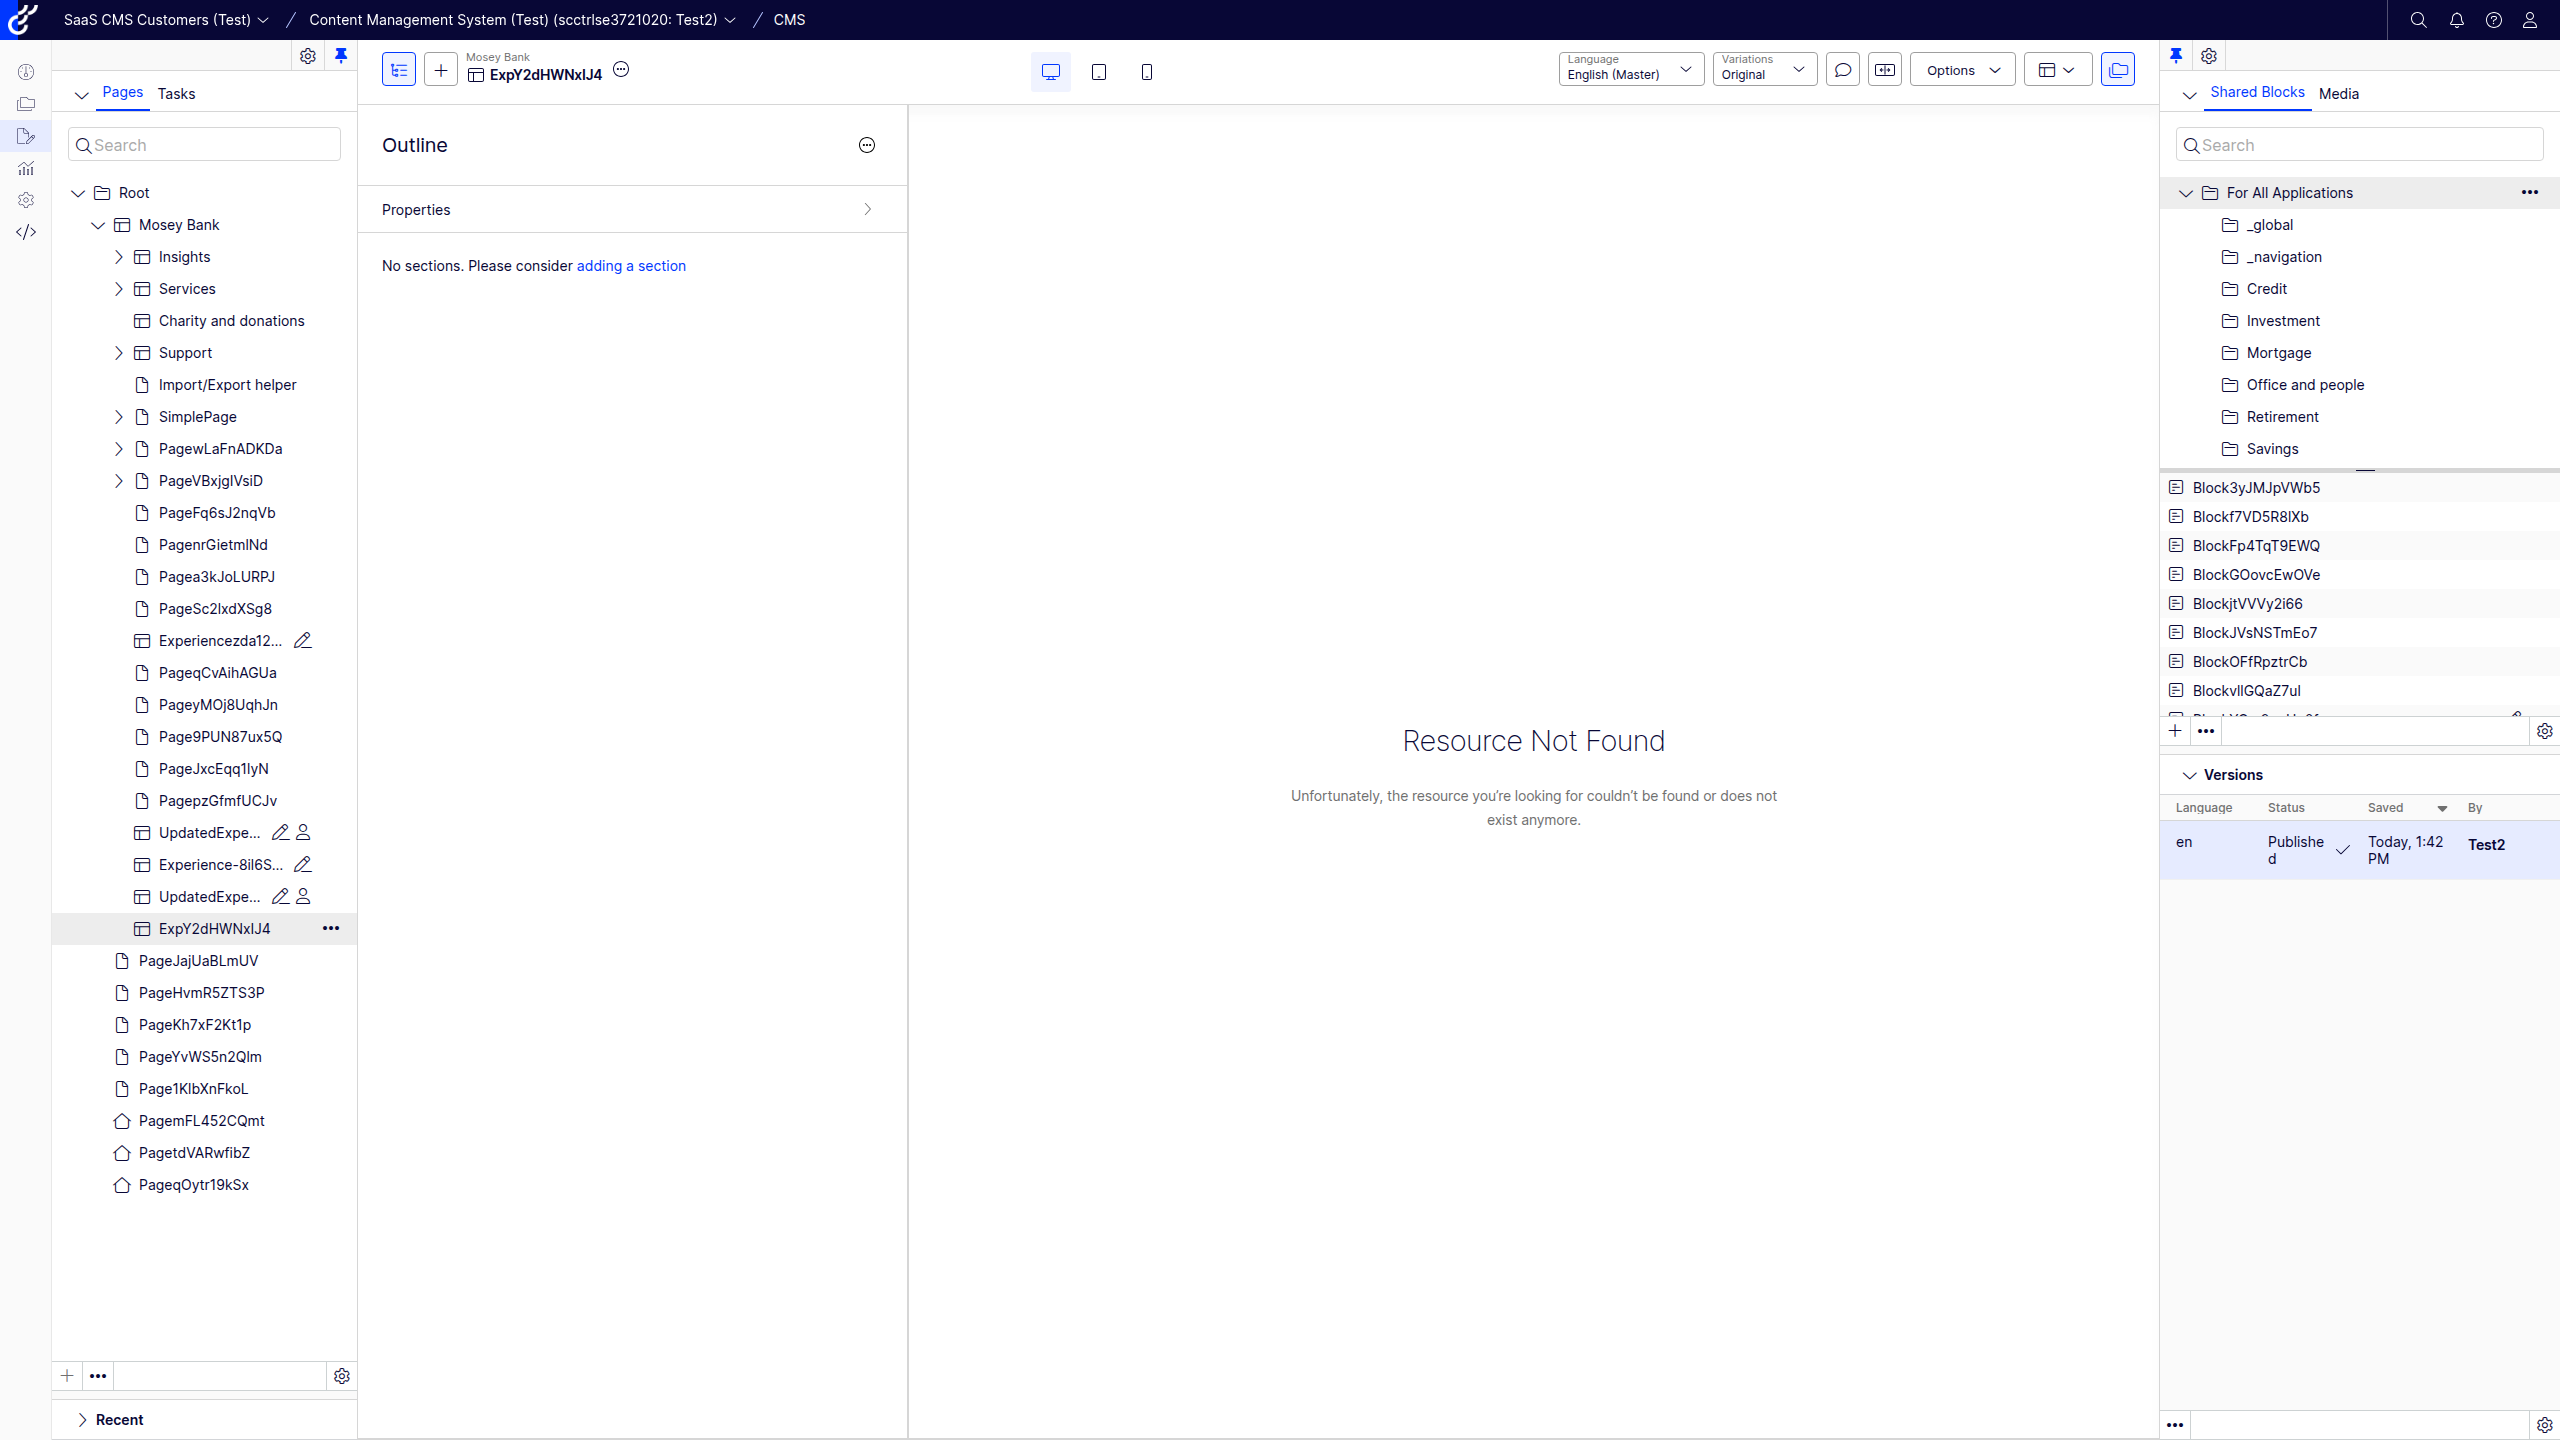 SaaS CMS Customers (Test) / Content Management System (Test) (scctrlse3721020: Test2) / CMS
Pages Tasks
Search
Root
Mosey Bank
Insights
Services
Charity and donations
Support
Import/Export helper
SimplePage
PagewLaFnADKDa
PageVBxjglVsiD
PageFq6sJ2nqVb
PagenrGietmlNd
Pagea3kJoLURPJ
PageSc2lxdXSg8
Experiencezda12...
PageqCvAihAGUa
PageyMOj8UqhJn
Page9PUN87ux5Q
PageJxcEqq1lyN
PagepzGfmfUCJv
UpdatedExpe...
Experience-8il6S...
UpdatedExpe...
ExpY2dHWNxlJ4
PageJajUaBLmUV
PageHvmR5ZTS3P
PageKh7xF2Kt1p
PageYvWS5n2Qlm
Page1KlbXnFkoL
PagemFL452CQmt
PagetdVARwfibZ
PageqOytr19kSx
Recent
Mosey Bank
ExpY2dHWNxlJ4
Language
English (Master)
Variations
Original
Options
Outline
Properties
No sections. Please consider adding a section
Resource Not Found
Unfortunately, the resource you're looking for couldn't be found or does not
exist anymore.
Shared Blocks Media
Search
For All Applications
_global
_navigation
Credit
Investment
Mortgage
Office and people
Retirement
Savings
Block3yJMJpVWb5
Blockf7VD5R8lXb
BlockFp4TqT9EWQ
BlockGOovcEwOVe
BlockjtVVVy2i66
BlockJVsNSTmEo7
BlockOFfRpztrCb
BlockvllGQaZ7ul
Versions
Language Status Saved By
en Publishe Today, 1:42 Test2
d PM